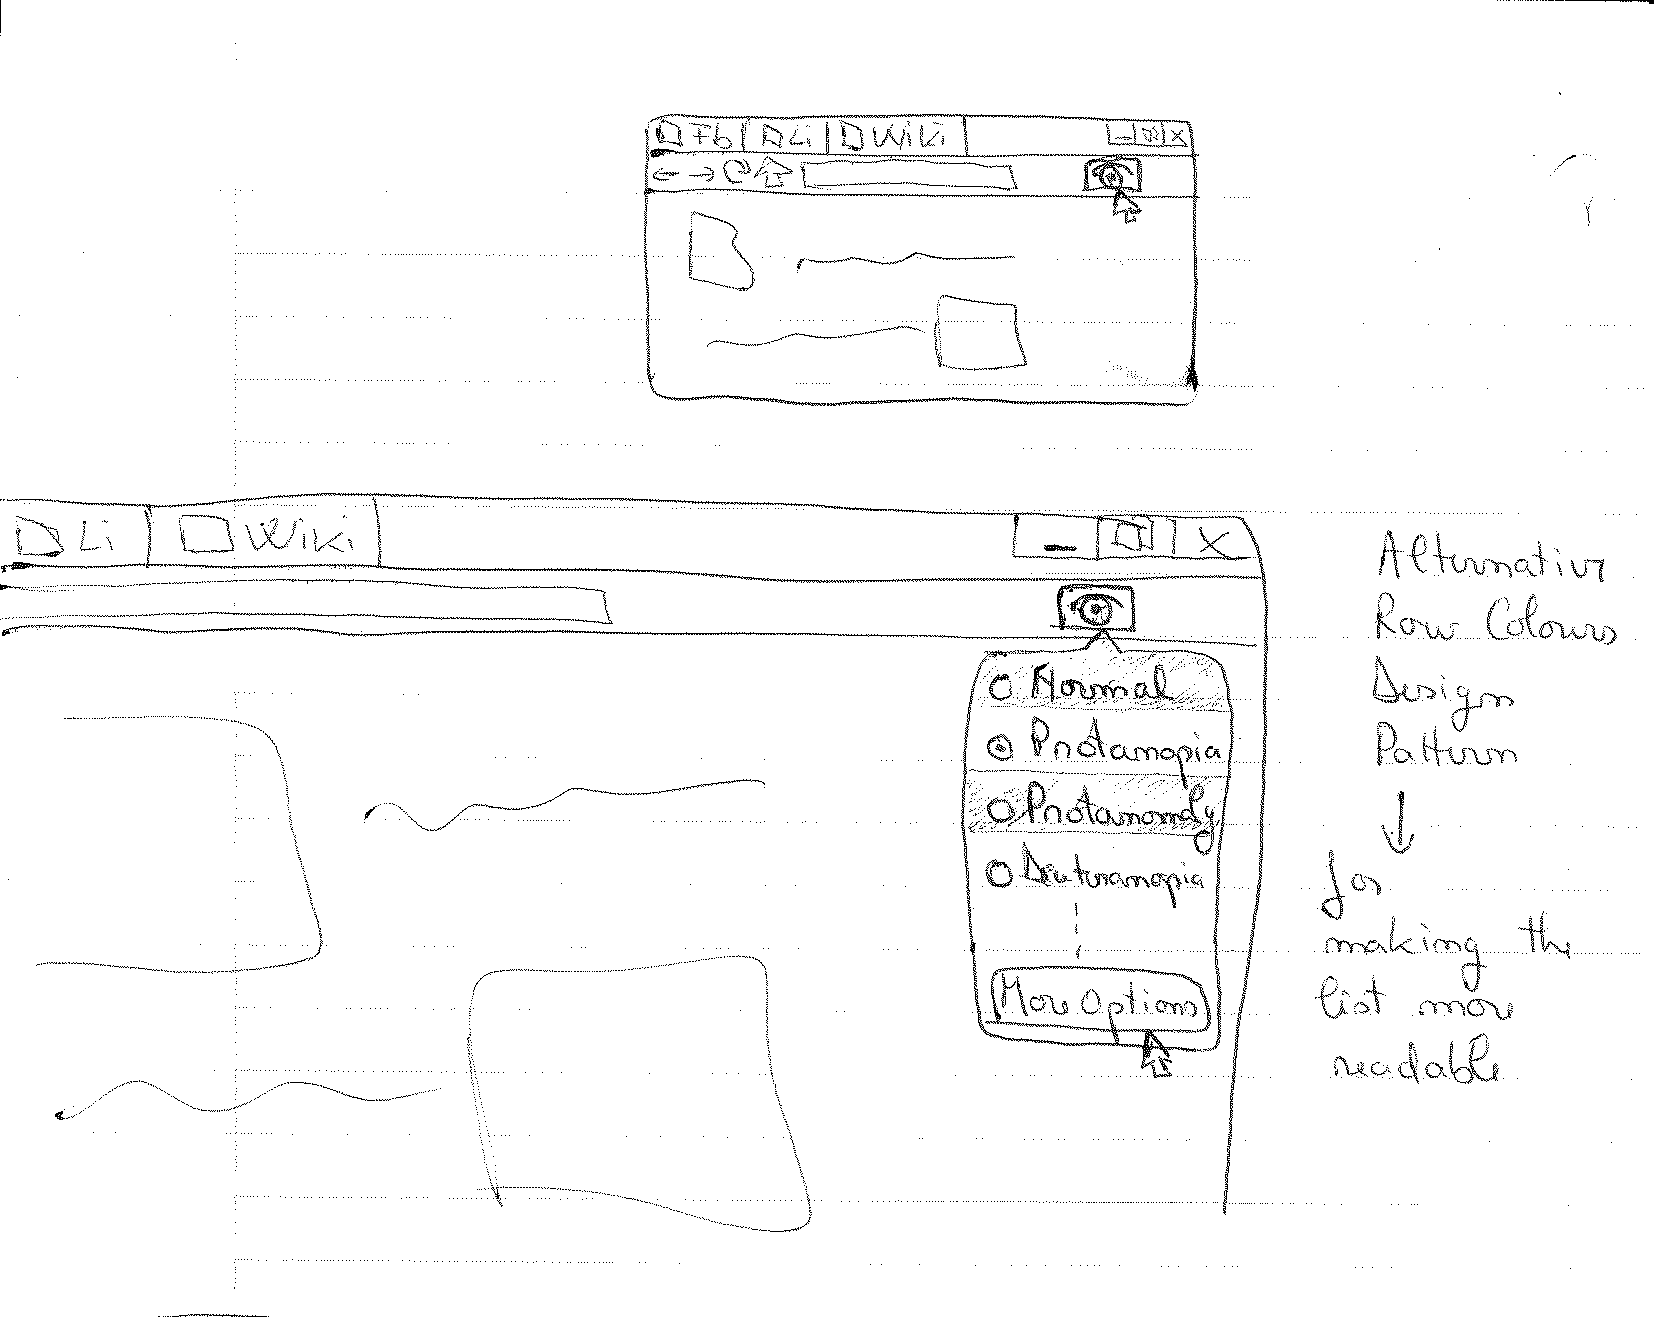 Fb Li Wiki
Li Wiki
Normal
Protanopia
Protanomaly
Deuteranopia
More Options
Alternative
Row Colours
Design
Pattern
for
making the
list more
readable